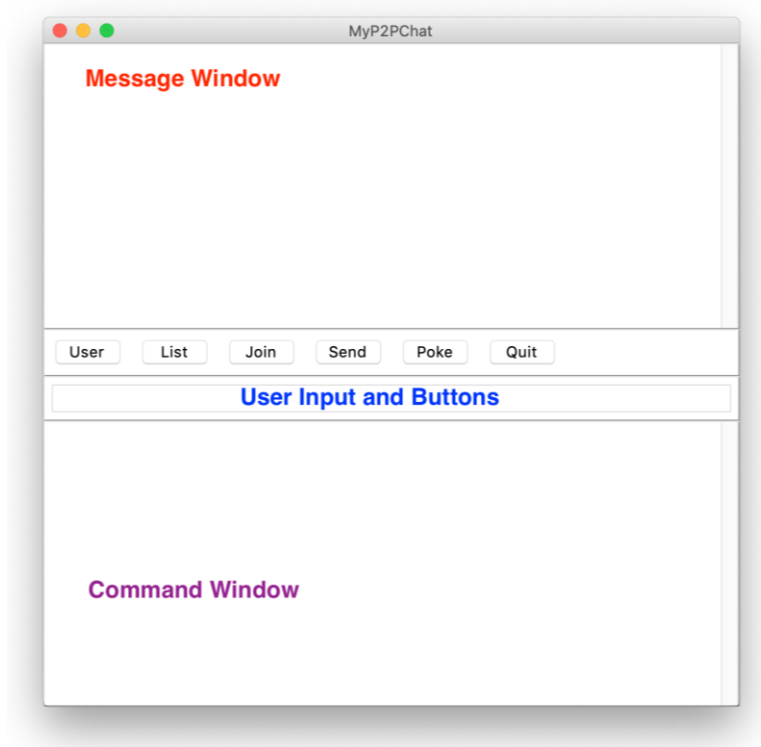 MyP2PChat
Message Window
User List Join Send Poke Quit
User Input and Buttons
Command Window